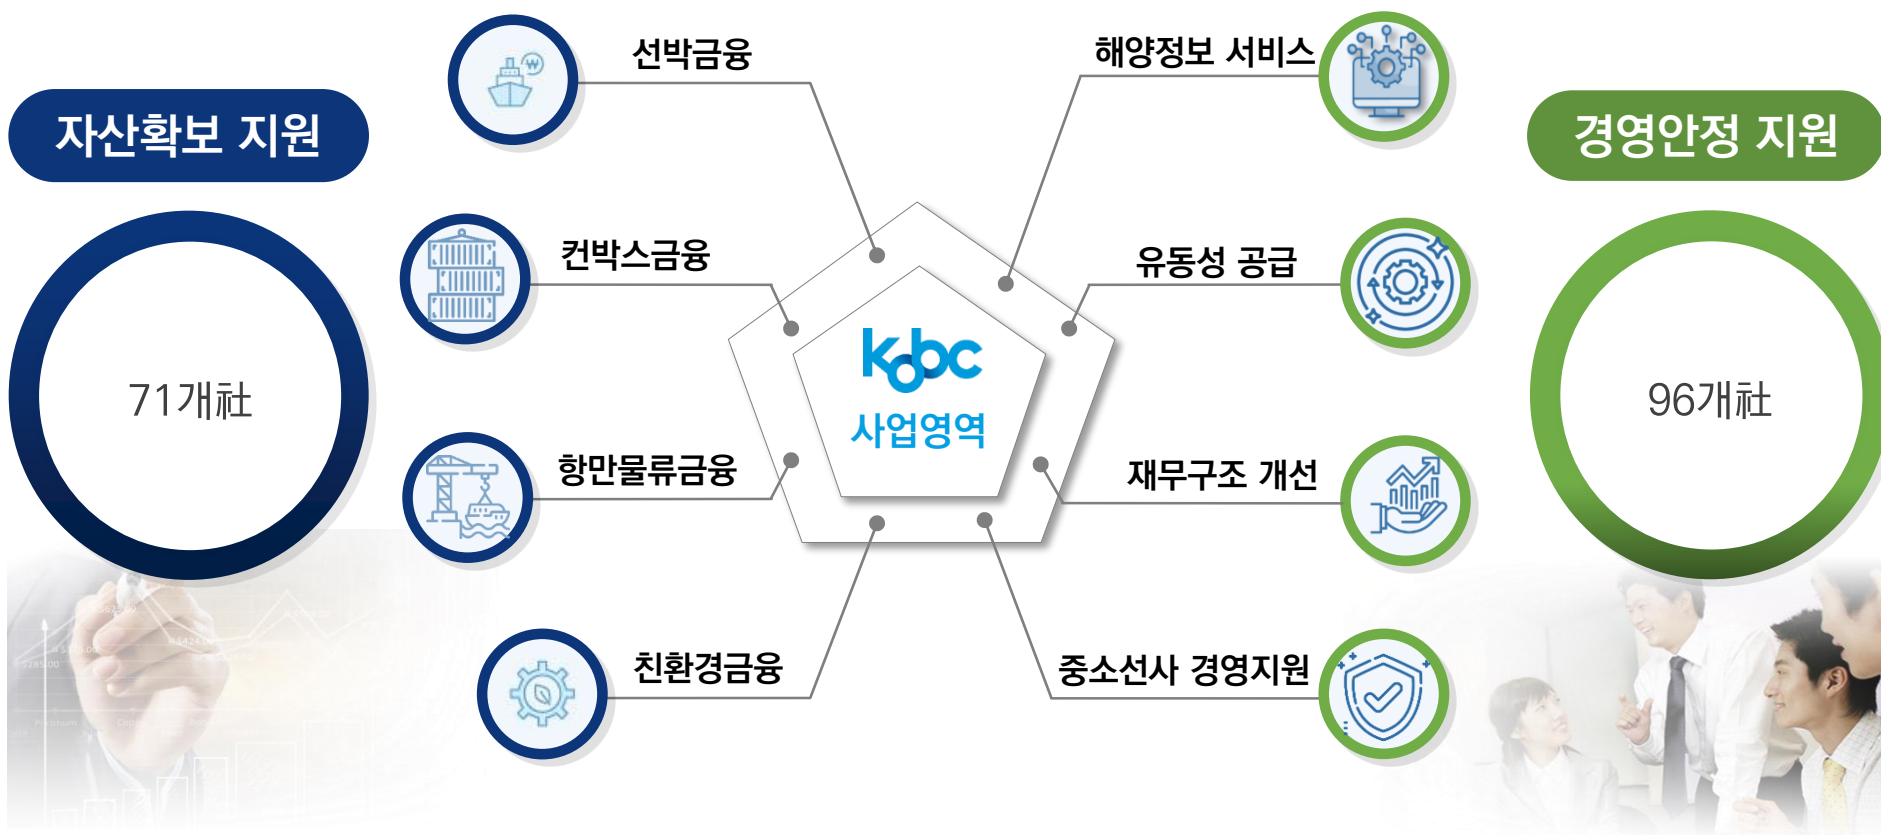 자산확보 지원
71개社
선박금융
컨박스금융
항만물류금융
친환경금융
kobc
사업영역
해양정보 서비스
유동성 공급
재무구조 개선
중소선사 경영지원
경영안정 지원
96개社